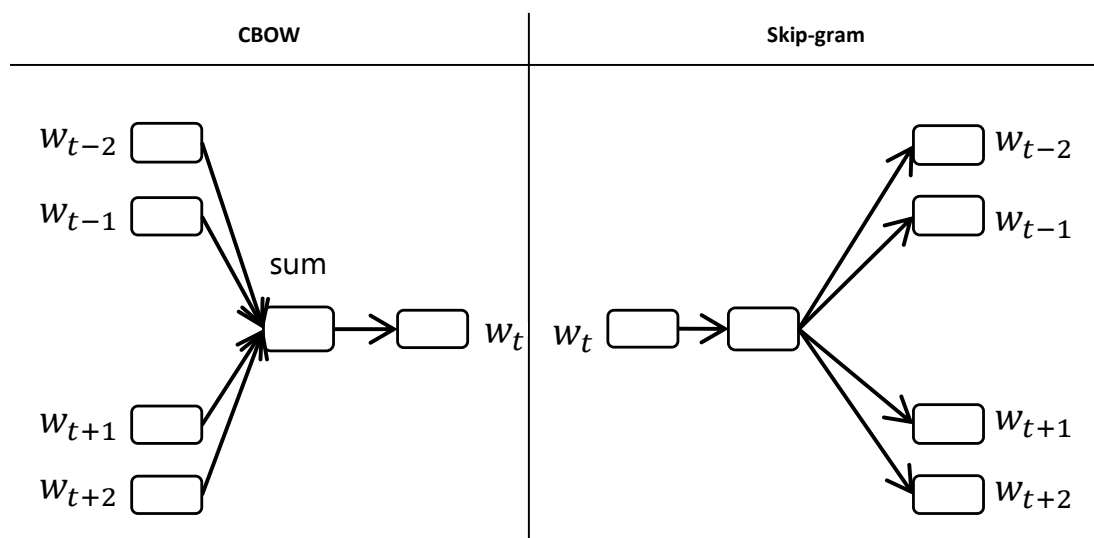 CBOW
Skip-gram
w_{t-2}
w_{t-1}
sum
w_t
w_{t+1}
w_{t+2}
w_{t-2}
w_{t-1}
w_t
w_{t+1}
w_{t+2}